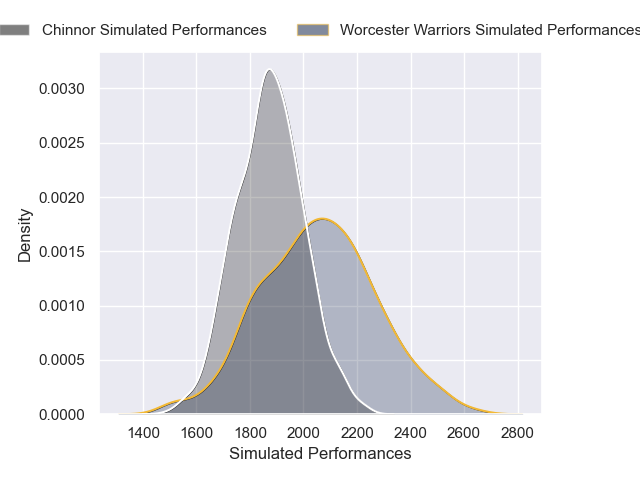 Chinnor Simulated Performances
Worcester Warriors Simulated Performances
0.0030
0.0025
0.0020
0.0015
0.0010
0.0005
0.0000
Density
1400 1600 1800 2000 2200 2400 2600 2800
Simulated Performances